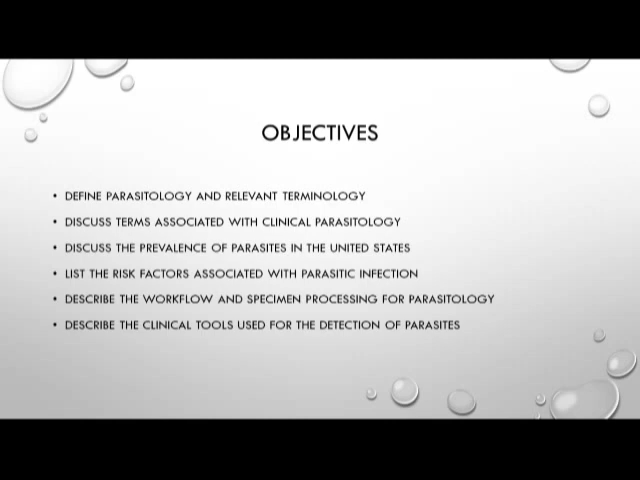 OBJECTIVES
• DEFINE PARASITOLOGY AND RELEVANT TERMINOLOGY
• DISCUSS TERMS ASSOCIATED WITH CLINICAL PARASITOLOGY
• DISCUSS THE PREVALENCE OF PARASITES IN THE UNITED STATES
• LIST THE RISK FACTORS ASSOCIATED WITH PARASITIC INFECTION
• DESCRIBE THE WORKFLOW AND SPECIMEN PROCESSING FOR PARASITOLOGY
• DESCRIBE THE CLINICAL TOOLS USED FOR THE DETECTION OF PARASITES